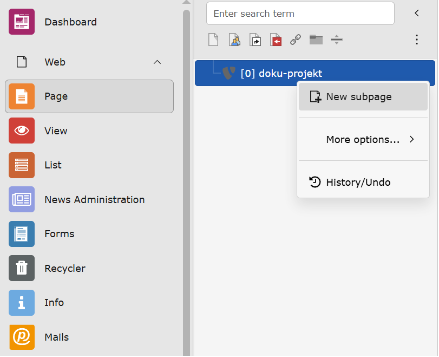 Dashboard
Web
Page
View
List
News Administration
Forms
Recycler
Info
Mails
Enter search term
[0] doku-projekt
New subpage
More options...
History/Undo